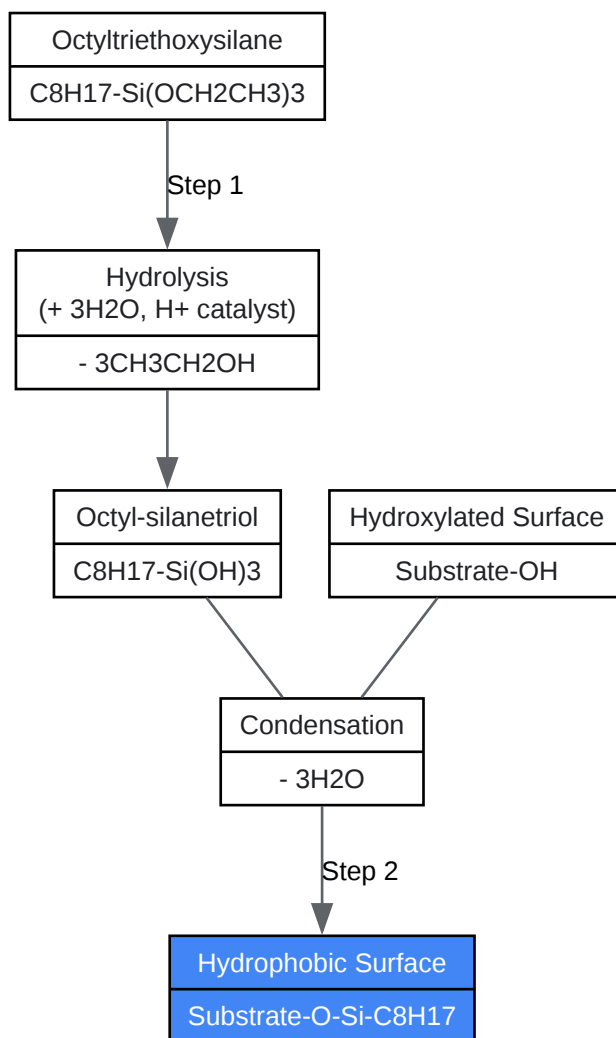 Octyltriethoxysilane
C8H17-Si(OCH2CH3)3
Step 1
Hydrolysis
(+ 3H2O, H+ catalyst)
- 3CH3CH2OH
Octyl-silanetriol
C8H17-Si(OH)3
Hydroxylated Surface
Substrate-OH
Condensation
- 3H2O
Step 2
Hydrophobic Surface
Substrate-O-Si-C8H17